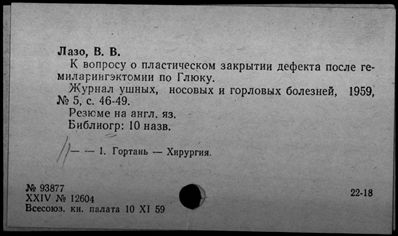 Лазо, В. В.
К вопросу о пластическом закрытии дефекта после ге-
миларингэктомии по Глюку.
Журнал ушных, носовых и горловых болезней, 1959,
№ 5, с. 46-49.
Резюме на англ. яз.
Библиогр: 10 назв.
— — 1. Гортань — Хирургия.
№ 93877
XXIV № 12604
Всесоюз. кн. палата 10 XI 59
22-18